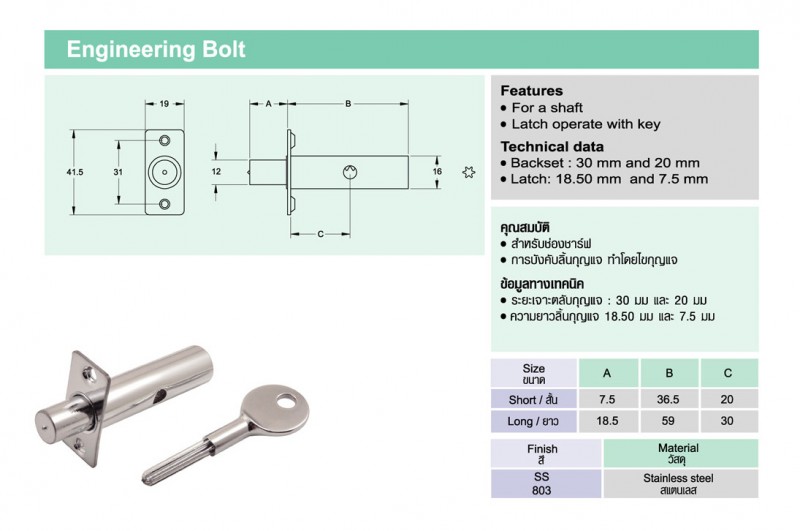 Engineering Bolt
19
A
B
41.5
31
12
16
C
Features
• For a shaft
• Latch operate with key
Technical data
• Backset : 30 mm and 20 mm
• Latch: 18.50 mm and 7.5 mm
คุณสมบัติ
• สำหรับช่องชาร์ฟ
• การบังคับลิ้นกุญแจ ทำโดยไขกุญแจ
ข้อมูลทางเทคนิค
• ระยะเจาะตลับกุญแจ : 30 มม และ 20 มม
• ความยาวลิ้นกุญแจ 18.50 มม และ 7.5 มม
Size
ขนาด
A
B
C
Short / สั้น
7.5
36.5
20
Long / ยาว
18.5
59
30
Finish
สี
Material
วัสดุ
SS
803
Stainless steel
สแตนเลส